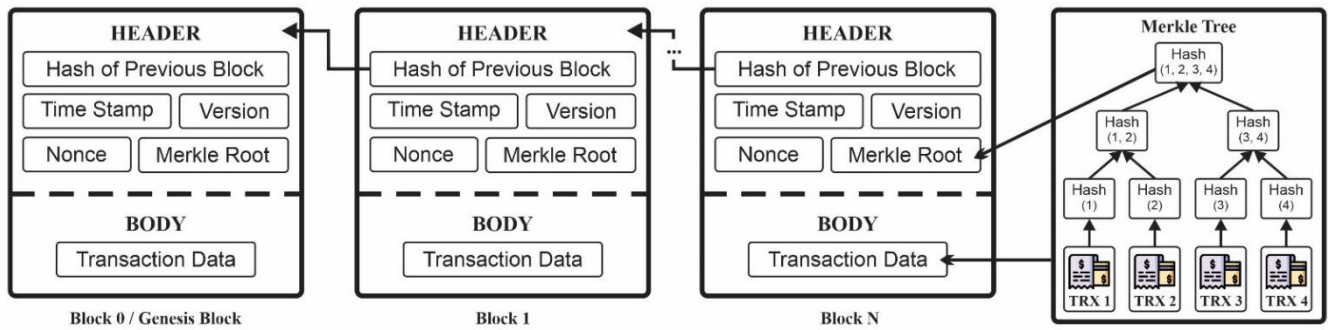 HEADER
Hash of Previous Block
Time Stamp
Version
Nonce
Merkle Root
BODY
Transaction Data
Block 0 / Genesis Block
HEADER
Hash of Previous Block
Time Stamp
Version
Nonce
Merkle Root
BODY
Transaction Data
Block 1
...
HEADER
Hash of Previous Block
Time Stamp
Version
Nonce
Merkle Root
BODY
Transaction Data
Block N
Merkle Tree
Hash
(1, 2, 3, 4)
Hash
(1, 2)
Hash
(3, 4)
Hash
(1)
Hash
(2)
Hash
(3)
Hash
(4)
$
$
$
$
$
$
$
$
TRX 1
TRX 2
TRX 3
TRX 4